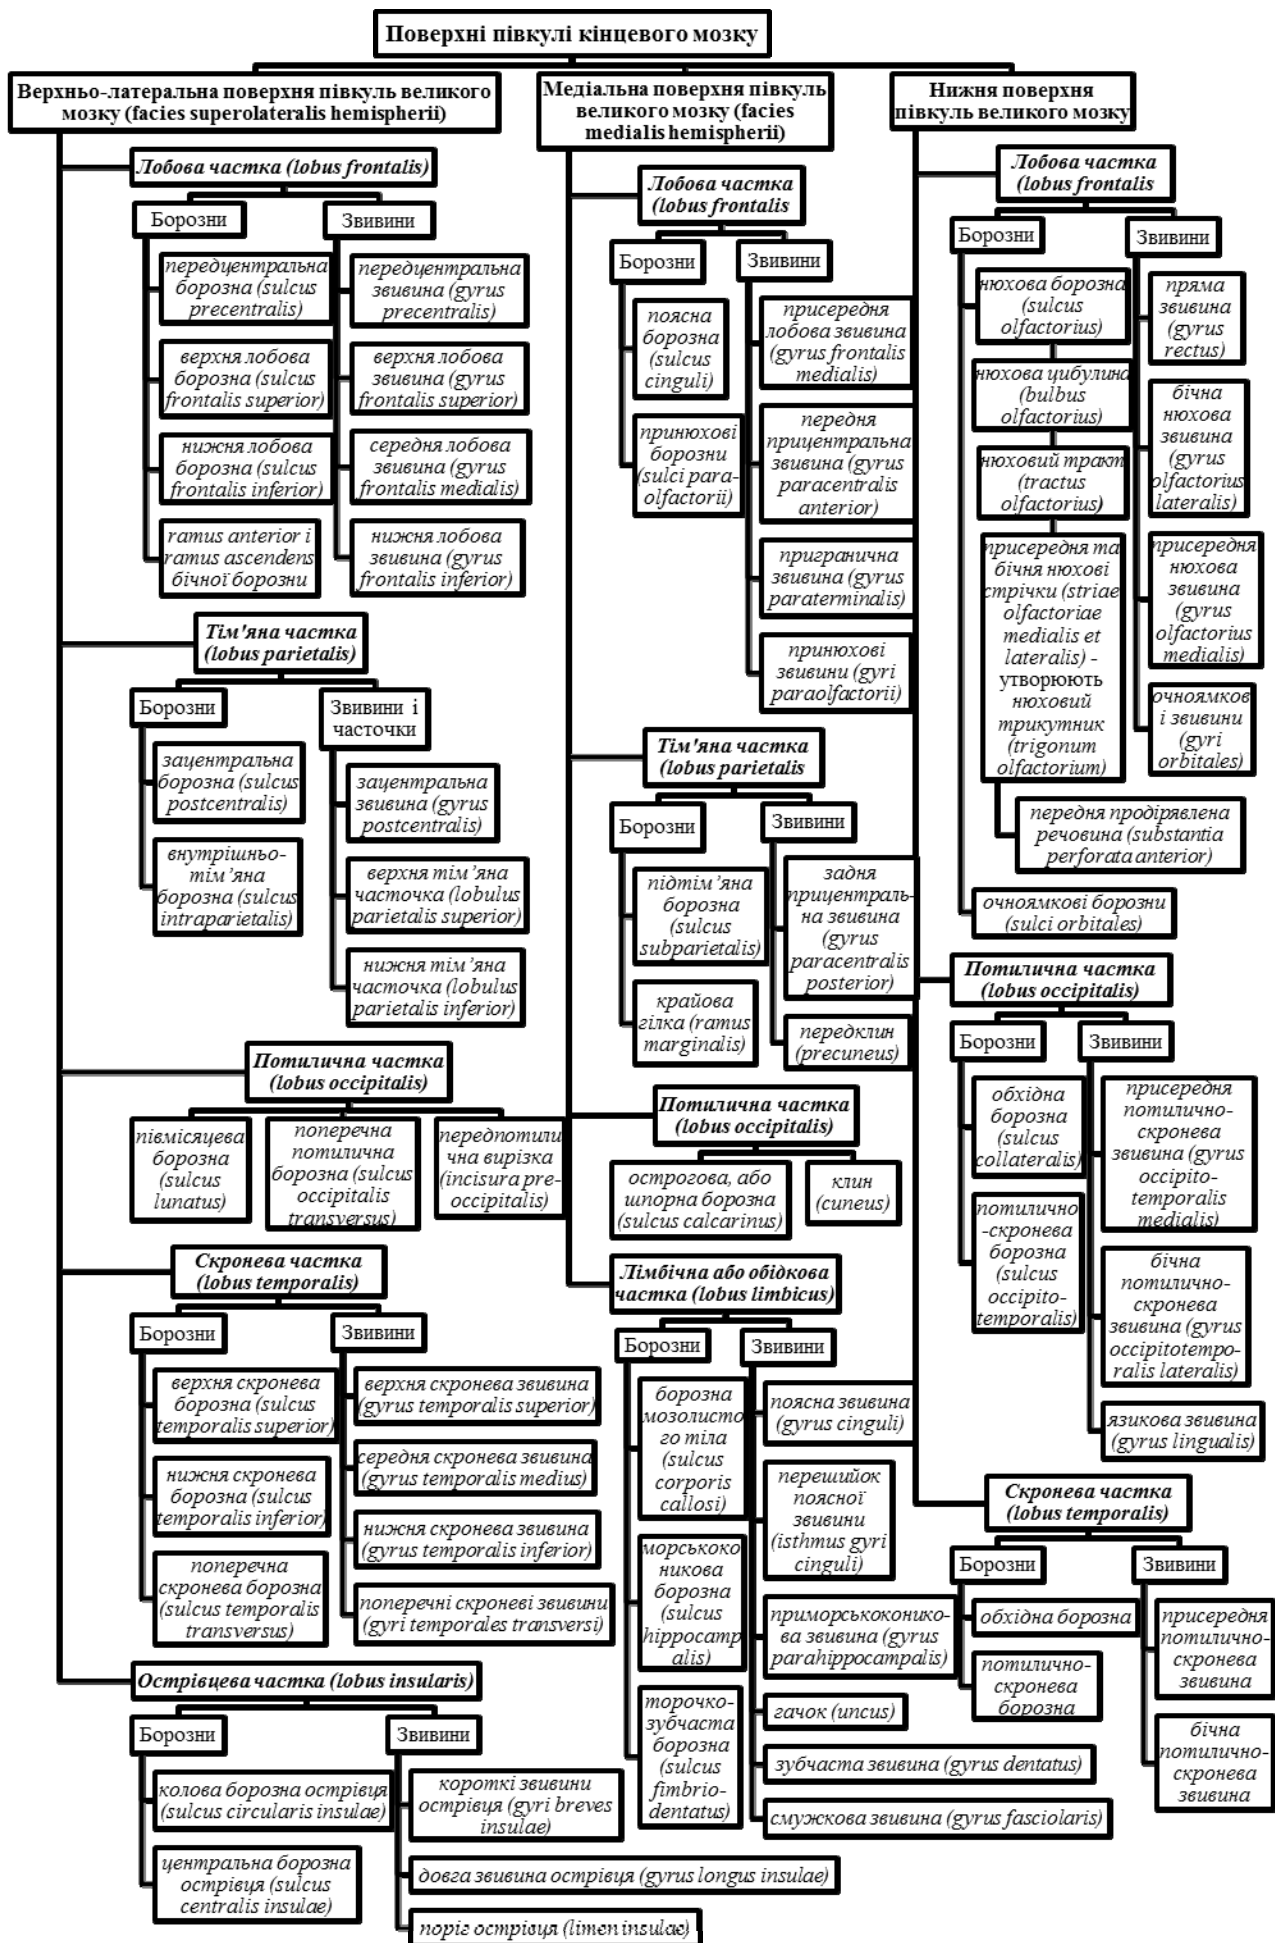 Поверхні півкулі кінцевого мозку
Верхньо-латеральна поверхня півкуль великого
мозку (facies superolateralis hemispherii)
Лобова частка (lobus frontalis)
Борозни
передцентральна
борозна (sulcus
precentralis)
верхня лобова
борозна (sulcus
frontalis superior)
нижня лобова
борозна (sulcus
frontalis inferior)
ramus anterior і
ramus ascendens
бічної борозни
Звивини
передцентральна
звивина (gyrus
precentralis)
верхня лобова
звивина (gyrus
frontalis superior)
середня лобова
звивина (gyrus
frontalis medialis)
нижня лобова
звивина (gyrus
frontalis inferior)
Тім'яна частка
(lobus parietalis)
Борозни
зацентральна
борозна (sulcus
postcentralis)
внутрішньо-
тім’яна
борозна (sulcus
intraparietalis)
Звивини і
часточки
зацентральна
звивина (gyrus
postcentralis)
верхня тім’яна
часточка (lobulus
parietalis superior)
нижня тім’яна
часточка (lobulus
parietalis inferior)
Потилична частка
(lobus occipitalis)
півмісяцева
борозна
(sulcus
lunatus)
поперечна
потилична
борозна (sulcus
occipitalis
transversus)
передпотили
чна вирізка
(incisura pre-
occipitalis)
Скронева частка
(lobus temporalis)
Борозни
верхня скронева
борозна (sulcus
temporalis superior)
нижня скронева
борозна (sulcus
temporalis inferior)
поперечна
скронева борозна
(sulcus temporalis
transversus)
Звивини
верхня скронева звивина
(gyrus temporalis superior)
середня скронева звивина
(gyrus temporalis medius)
нижня скронева звивина
(gyrus temporalis inferior)
поперечні скроневі звивини
(gyri temporales transversi)
Острівцева частка (lobus insularis)
Борозни
колова борозна острівця
(sulcus circularis insulae)
центральна борозна
острівця (sulcus
centralis insulae)
Звивини
короткі звивини
острівця (gyri breves
insulae)
довга звивина острівця (gyrus longus insulae)
поріг острівця (limen insulae)
Медіальна поверхня півкуль
великого мозку (facies
medialis hemispherii)
Лобова частка
(lobus frontalis
Борозни
поясна
борозна
(sulcus
cinguli)
принюхові
борозни
(sulci para-
olfactorii)
Звивини
присередня
лобова звивина
(gyrus frontalis
medialis)
передня
прицентральна
звивина (gyrus
paracentralis
anterior)
пригранична
звивина (gyrus
paraterminalis)
принюхові
звивини (gyri
paraolfactorii)
Тім'яна частка
(lobus parietalis
Борозни
підтім’яна
борозна
(sulcus
subparietalis)
крайова
гілка (ramus
marginalis)
Звивини
задня
прицентраль-
на звивина
(gyrus
paracentralis
posterior)
передклин
(precuneus)
Потилична частка
(lobus occipitalis)
острогова, або
шпорна борозна
(sulcus calcarinus)
клин
(cuneus)
Лімбічна або обідкова
частка (lobus limbicus)
Борозни
борозна
мозолисто
го тіла
(sulcus
corporis
callosi)
морськоко
никова
борозна
(sulcus
hippocamp
alis)
торочко-
зубчаста
борозна
(sulcus
fimbrio-
dentatus)
Звивини
поясна звивина
(gyrus cinguli)
перешийок
поясної
звивини
(isthmus gyri
cinguli)
приморськоконико-
ва звивина (gyrus
parahippocampalis)
гачок (uncus)
зубчаста звивина (gyrus dentatus)
смужкова звивина (gyrus fasciolaris)
Нижня поверхня
півкуль великого мозку
Лобова частка
(lobus frontalis
Борозни
нюхова борозна
(sulcus
olfactorius)
нюхова цибулина
(bulbus
olfactorius)
нюховий тракт
(tractus
olfactorius)
присередня та
бічня нюхові
стрічки (striae
olfactoriae
medialis et
lateralis) -
утворюють
нюховий
трикутник
(trigonum
olfactorium)
передня продірявлена
речовина (substantia
perforata anterior)
очноямкові борозни
(sulci orbitales)
Звивини
пряма
звивина
(gyrus
rectus)
бічна
нюхова
звивина
(gyrus
olfactorius
lateralis)
присередня
нюхова
звивина
(gyrus
olfactorius
medialis)
очноямков
і звивини
(gyri
orbitales)
Потилична частка
(lobus occipitalis)
Борозни
обхідна
борозна
(sulcus
collateralis)
потилично
-скронева
борозна
(sulcus
occipito-
temporalis)
Звивини
присередня
потилично-
скронева
звивина (gyrus
occipito-
temporalis
medialis)
бічна
потилично-
скронева
звивина (gyrus
occipitotempo-
ralis lateralis)
язикова звивина
(gyrus lingualis)
Скронева частка
(lobus temporalis)
Борозни
обхідна борозна
потилично-
скронева
борозна
Звивини
присередня
потилично-
скронева
звивина
бічна
потилично-
скронева
звивина